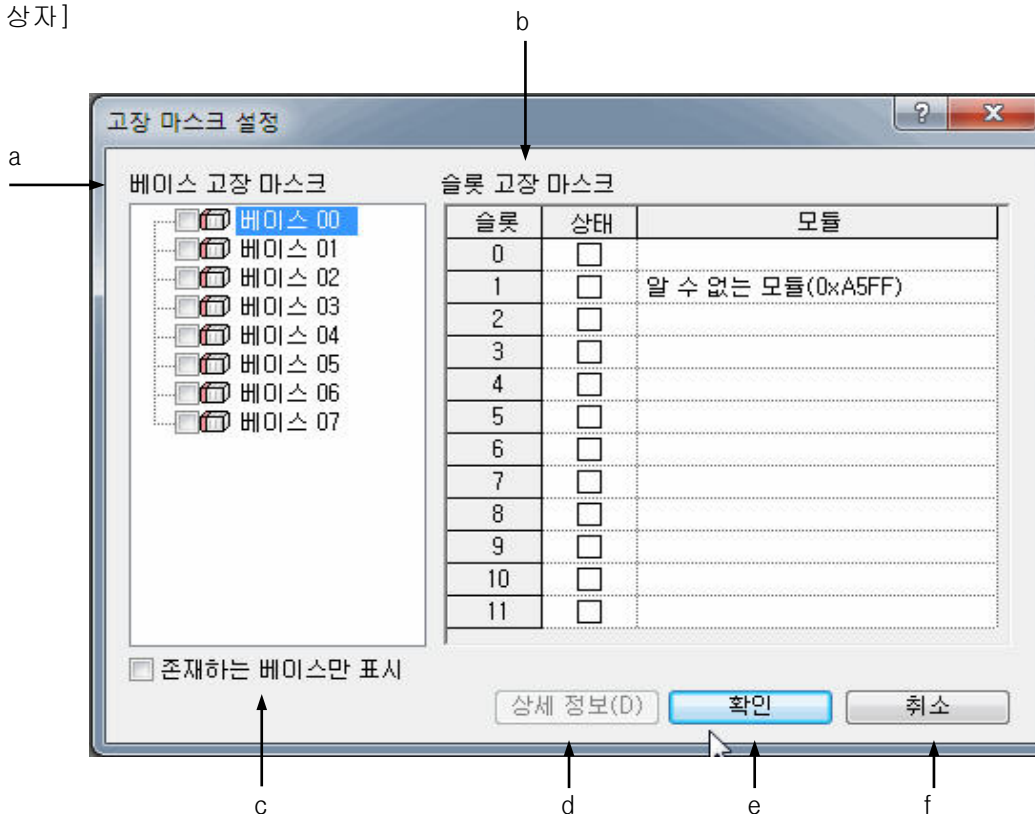 상자]
b
고장 마스크 설정
a
베이스 고장 마스크
베이스 00
베이스 01
베이스 02
베이스 03
베이스 04
베이스 05
베이스 06
베이스 07
존재하는 베이스만 표시
슬롯 고장 마스크
슬롯 상태 모듈
0
1 알 수 없는 모듈(0xA5FF)
2
3
4
5
6
7
8
9
10
11
상세 정보(D) 확인 취소
c d e f